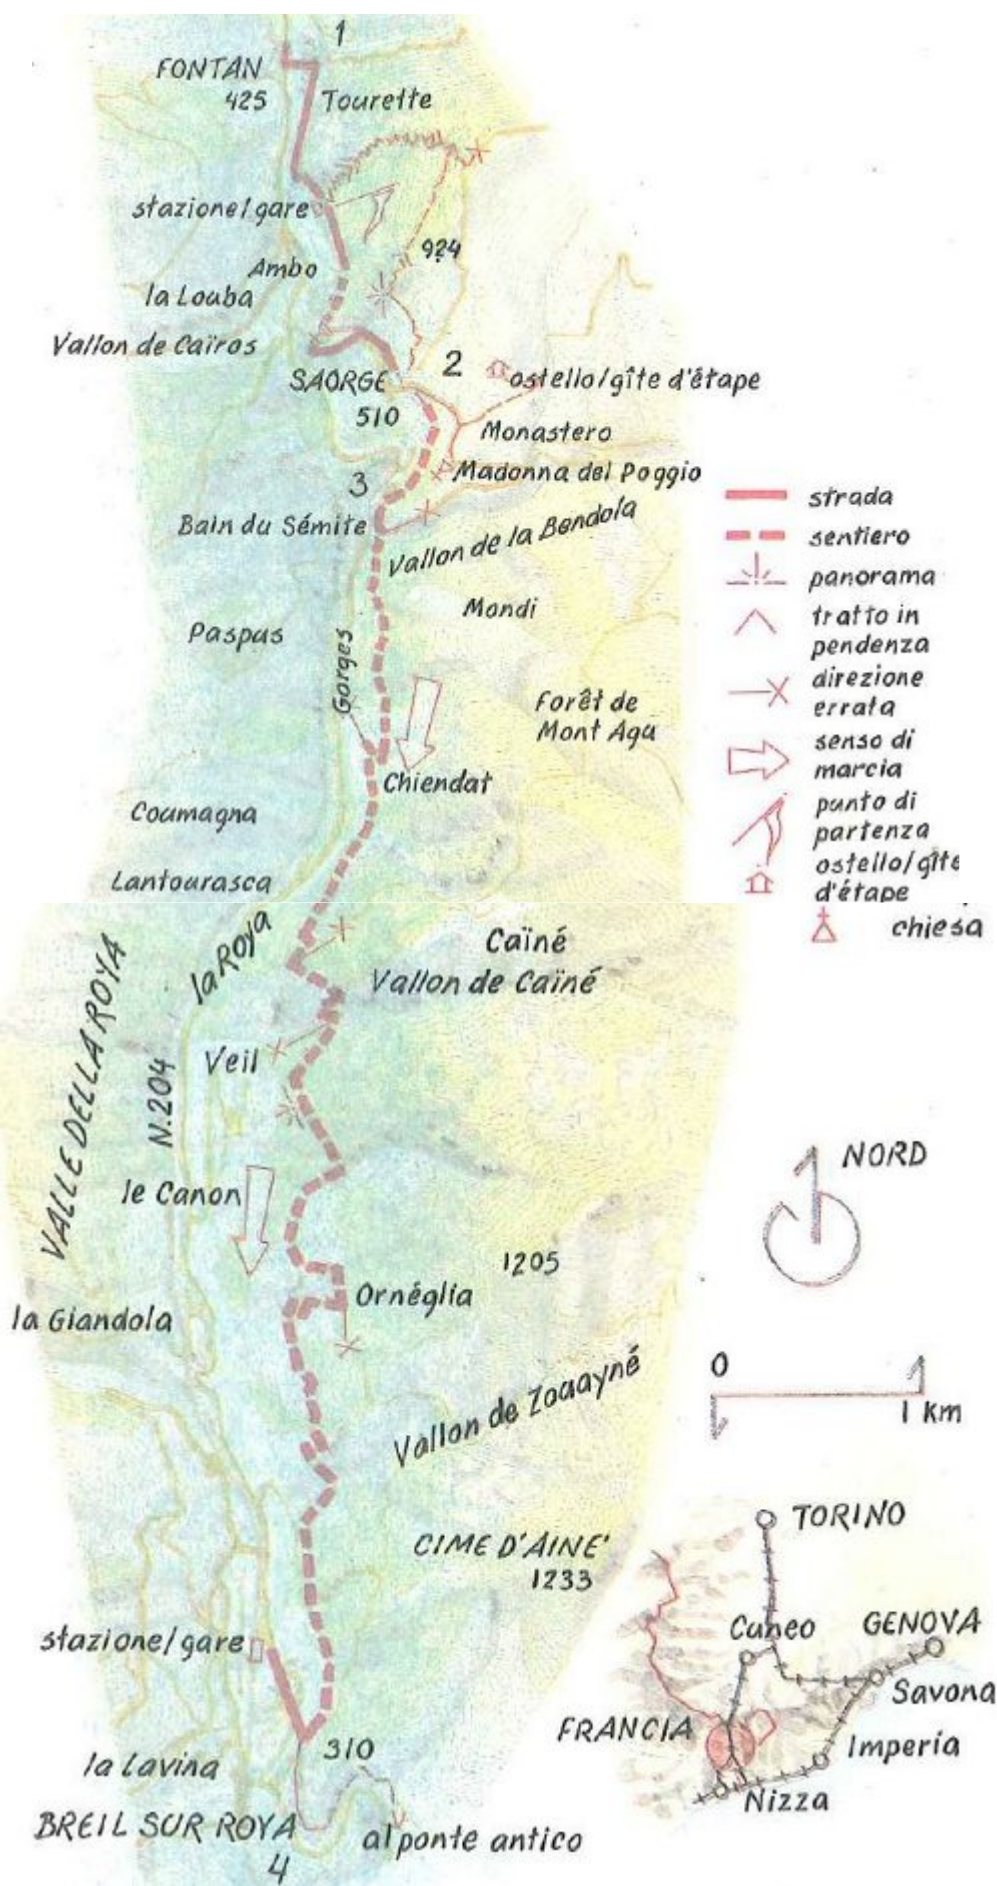 1
FONTAN
425
Tourette
stazione/gare
924
Ambo
la Louba
Vallon de Caïros
SAORGE
510
2
ostello/gîte d'étape
Monastero
Madonna del Poggio
3
Bain du Sémite
Vallon de la Bendola
Mondi
Paspus
Gorges
Forêt de
Mont Agu
Chiendat
Coumagna
Lantourasca
strada
sentiero
panorama
tratto in
pendenza
direzione
errata
senso di
marcia
punto di
partenza
ostello/gîte
d'étape
chiesa
la Roya
VALLE DELLA ROYA
Caïné
Vallon de Caïné
Veil
N.204
le Canon
NORD
1205
Ornéglia
la Giandola
0
1 km
Vallon de Zouayné
CIME D'AINE'
1233
stazione/gare
310
la Lavina
BREIL SUR ROYA
4
al ponte antico
TORINO
Cuneo
GENOVA
Savona
FRANCIA
Imperia
Nizza